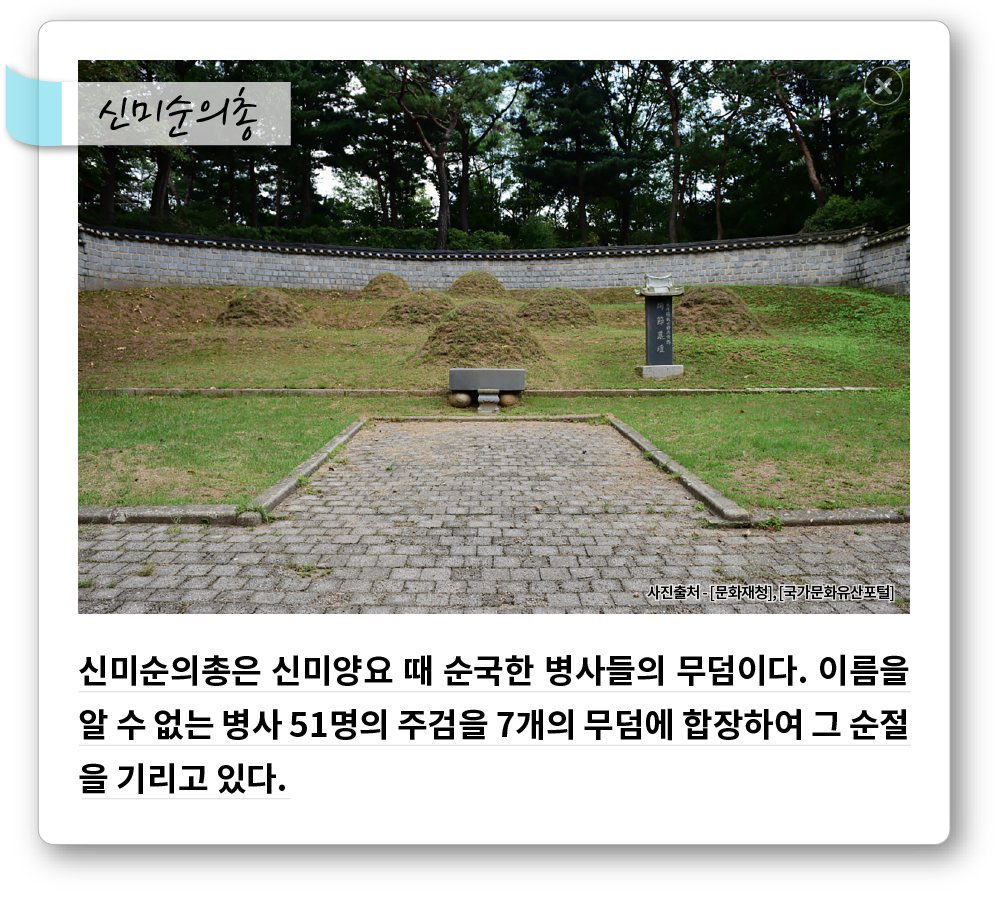 신미순의총
사진출처 - [문화재청], [국가문화유산포털]
신미순의총은 신미양요 때 순국한 병사들의 무덤이다. 이름을
알 수 없는 병사 51명의 주검을 7개의 무덤에 합장하여 그 순절
을 기리고 있다.